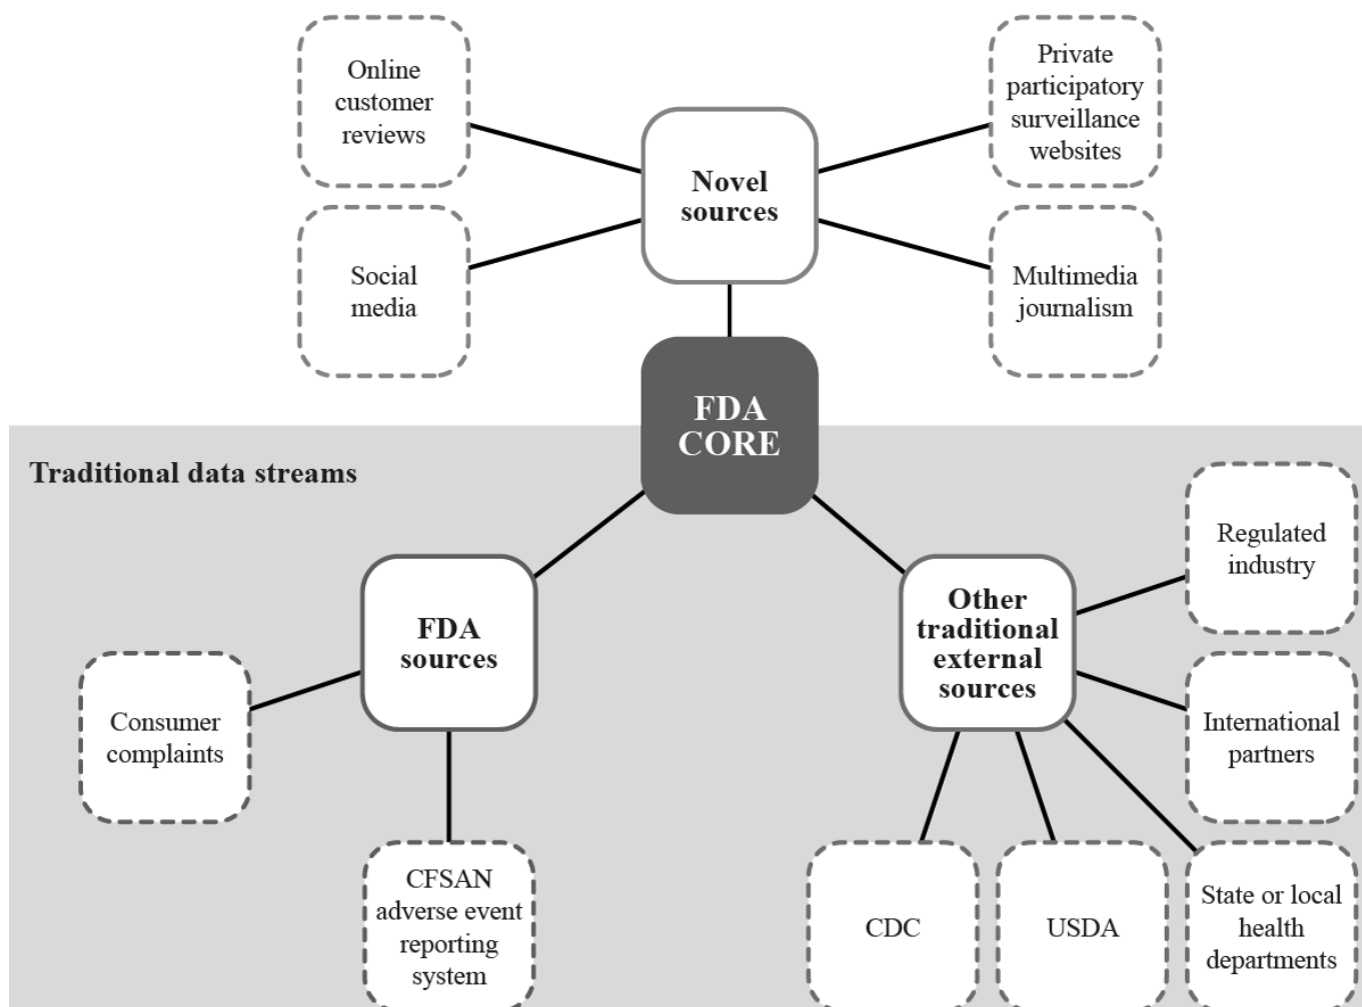 Online
customer
reviews
Private
participatory
surveillance
websites
Novel
sources
Social
media
Multimedia
journalism
FDA
CORE
Traditional data streams
Regulated
industry
FDA
sources
Other
traditional
external
sources
Consumer
complaints
International
partners
CFSAN
adverse event
reporting
system
CDC
USDA
State or local
health
departments